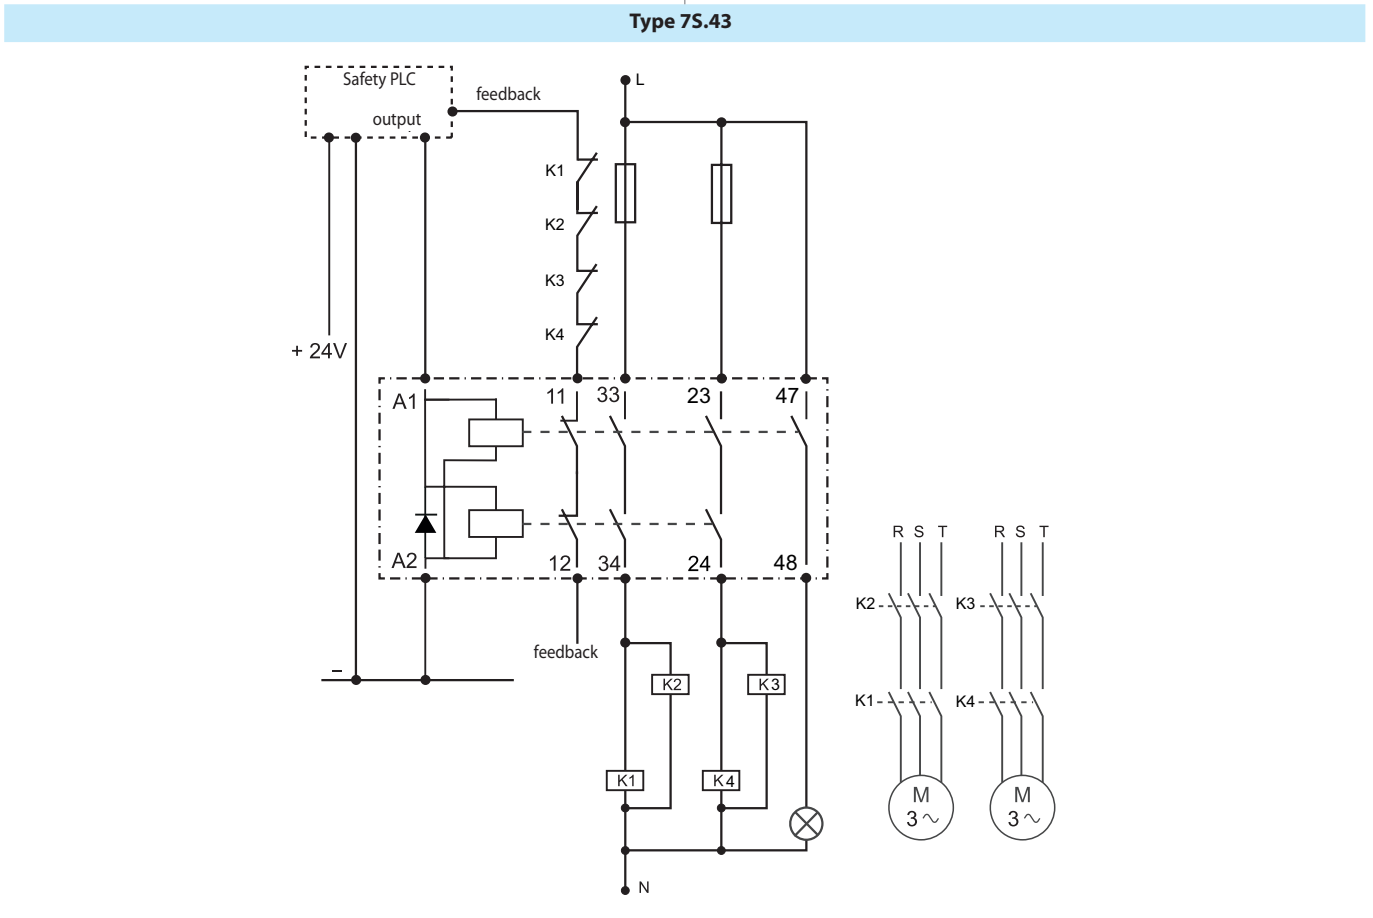 Type 7S.43
Safety PLC
output
feedback
L
K1
K2
K3
K4
+ 24V
A1
11
33
23
47
A2
12
34
24
48
feedback
–
K2
K3
K1
K4
N
R S T
R S T
K2
K3
K1
K4
M
3 ~
M
3 ~